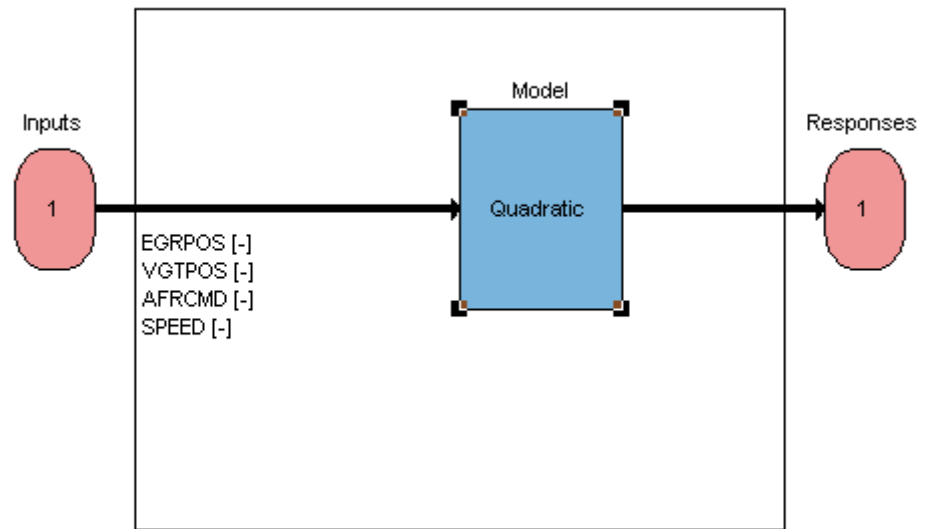 Model
Inputs
Responses
1
Quadratic
1
EGRPOS [-]
VGTPOS [-]
AFRCMD [-]
SPEED [-]